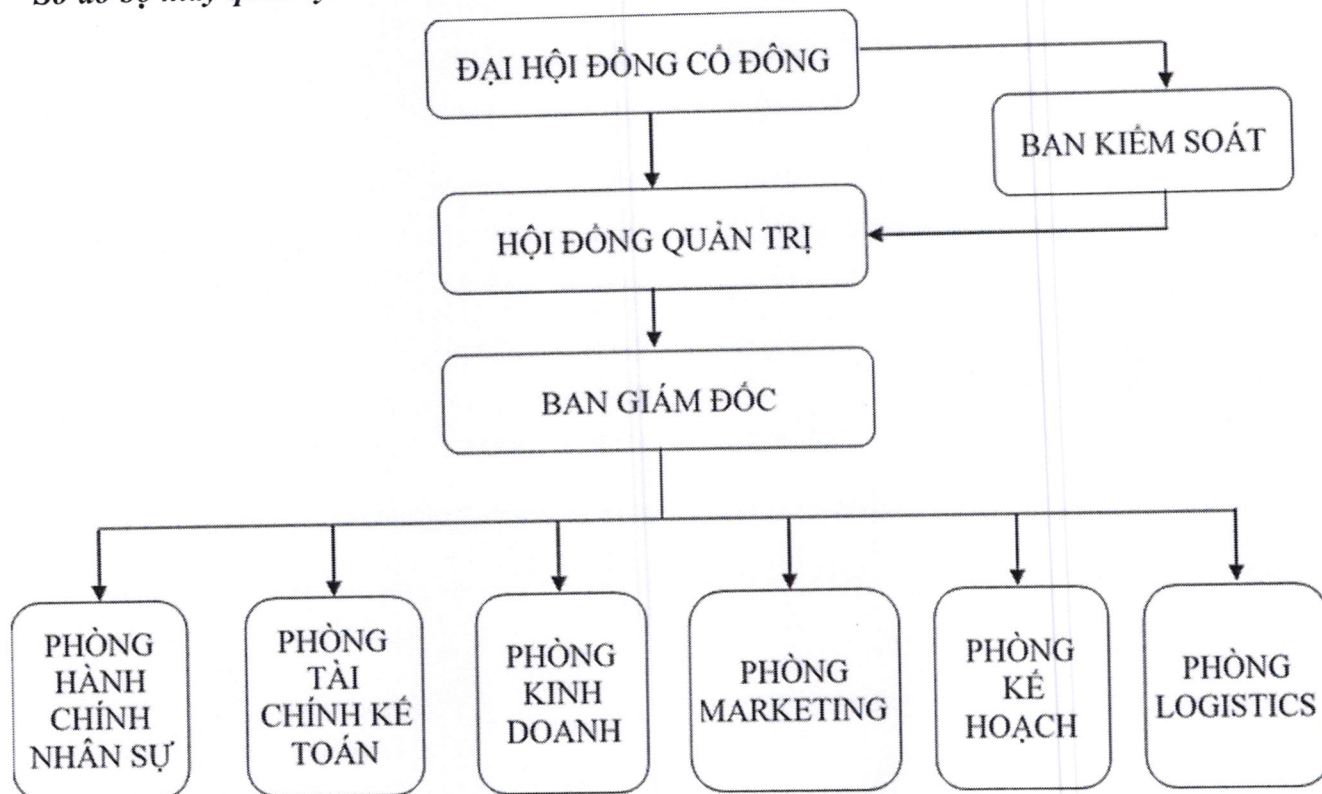 ĐẠI HỘI ĐỒNG CỔ ĐÔNG
BAN KIỂM SOÁT
HỘI ĐỒNG QUẢN TRỊ
BAN GIÁM ĐỐC
PHÒNG
HÀNH
CHÍNH
NHÂN SỰ
PHÒNG
TÀI
CHÍNH KẾ
TOÁN
PHÒNG
KINH
DOANH
PHÒNG
MARKETING
PHÒNG
KẾ
HOẠCH
PHÒNG
LOGISTICS